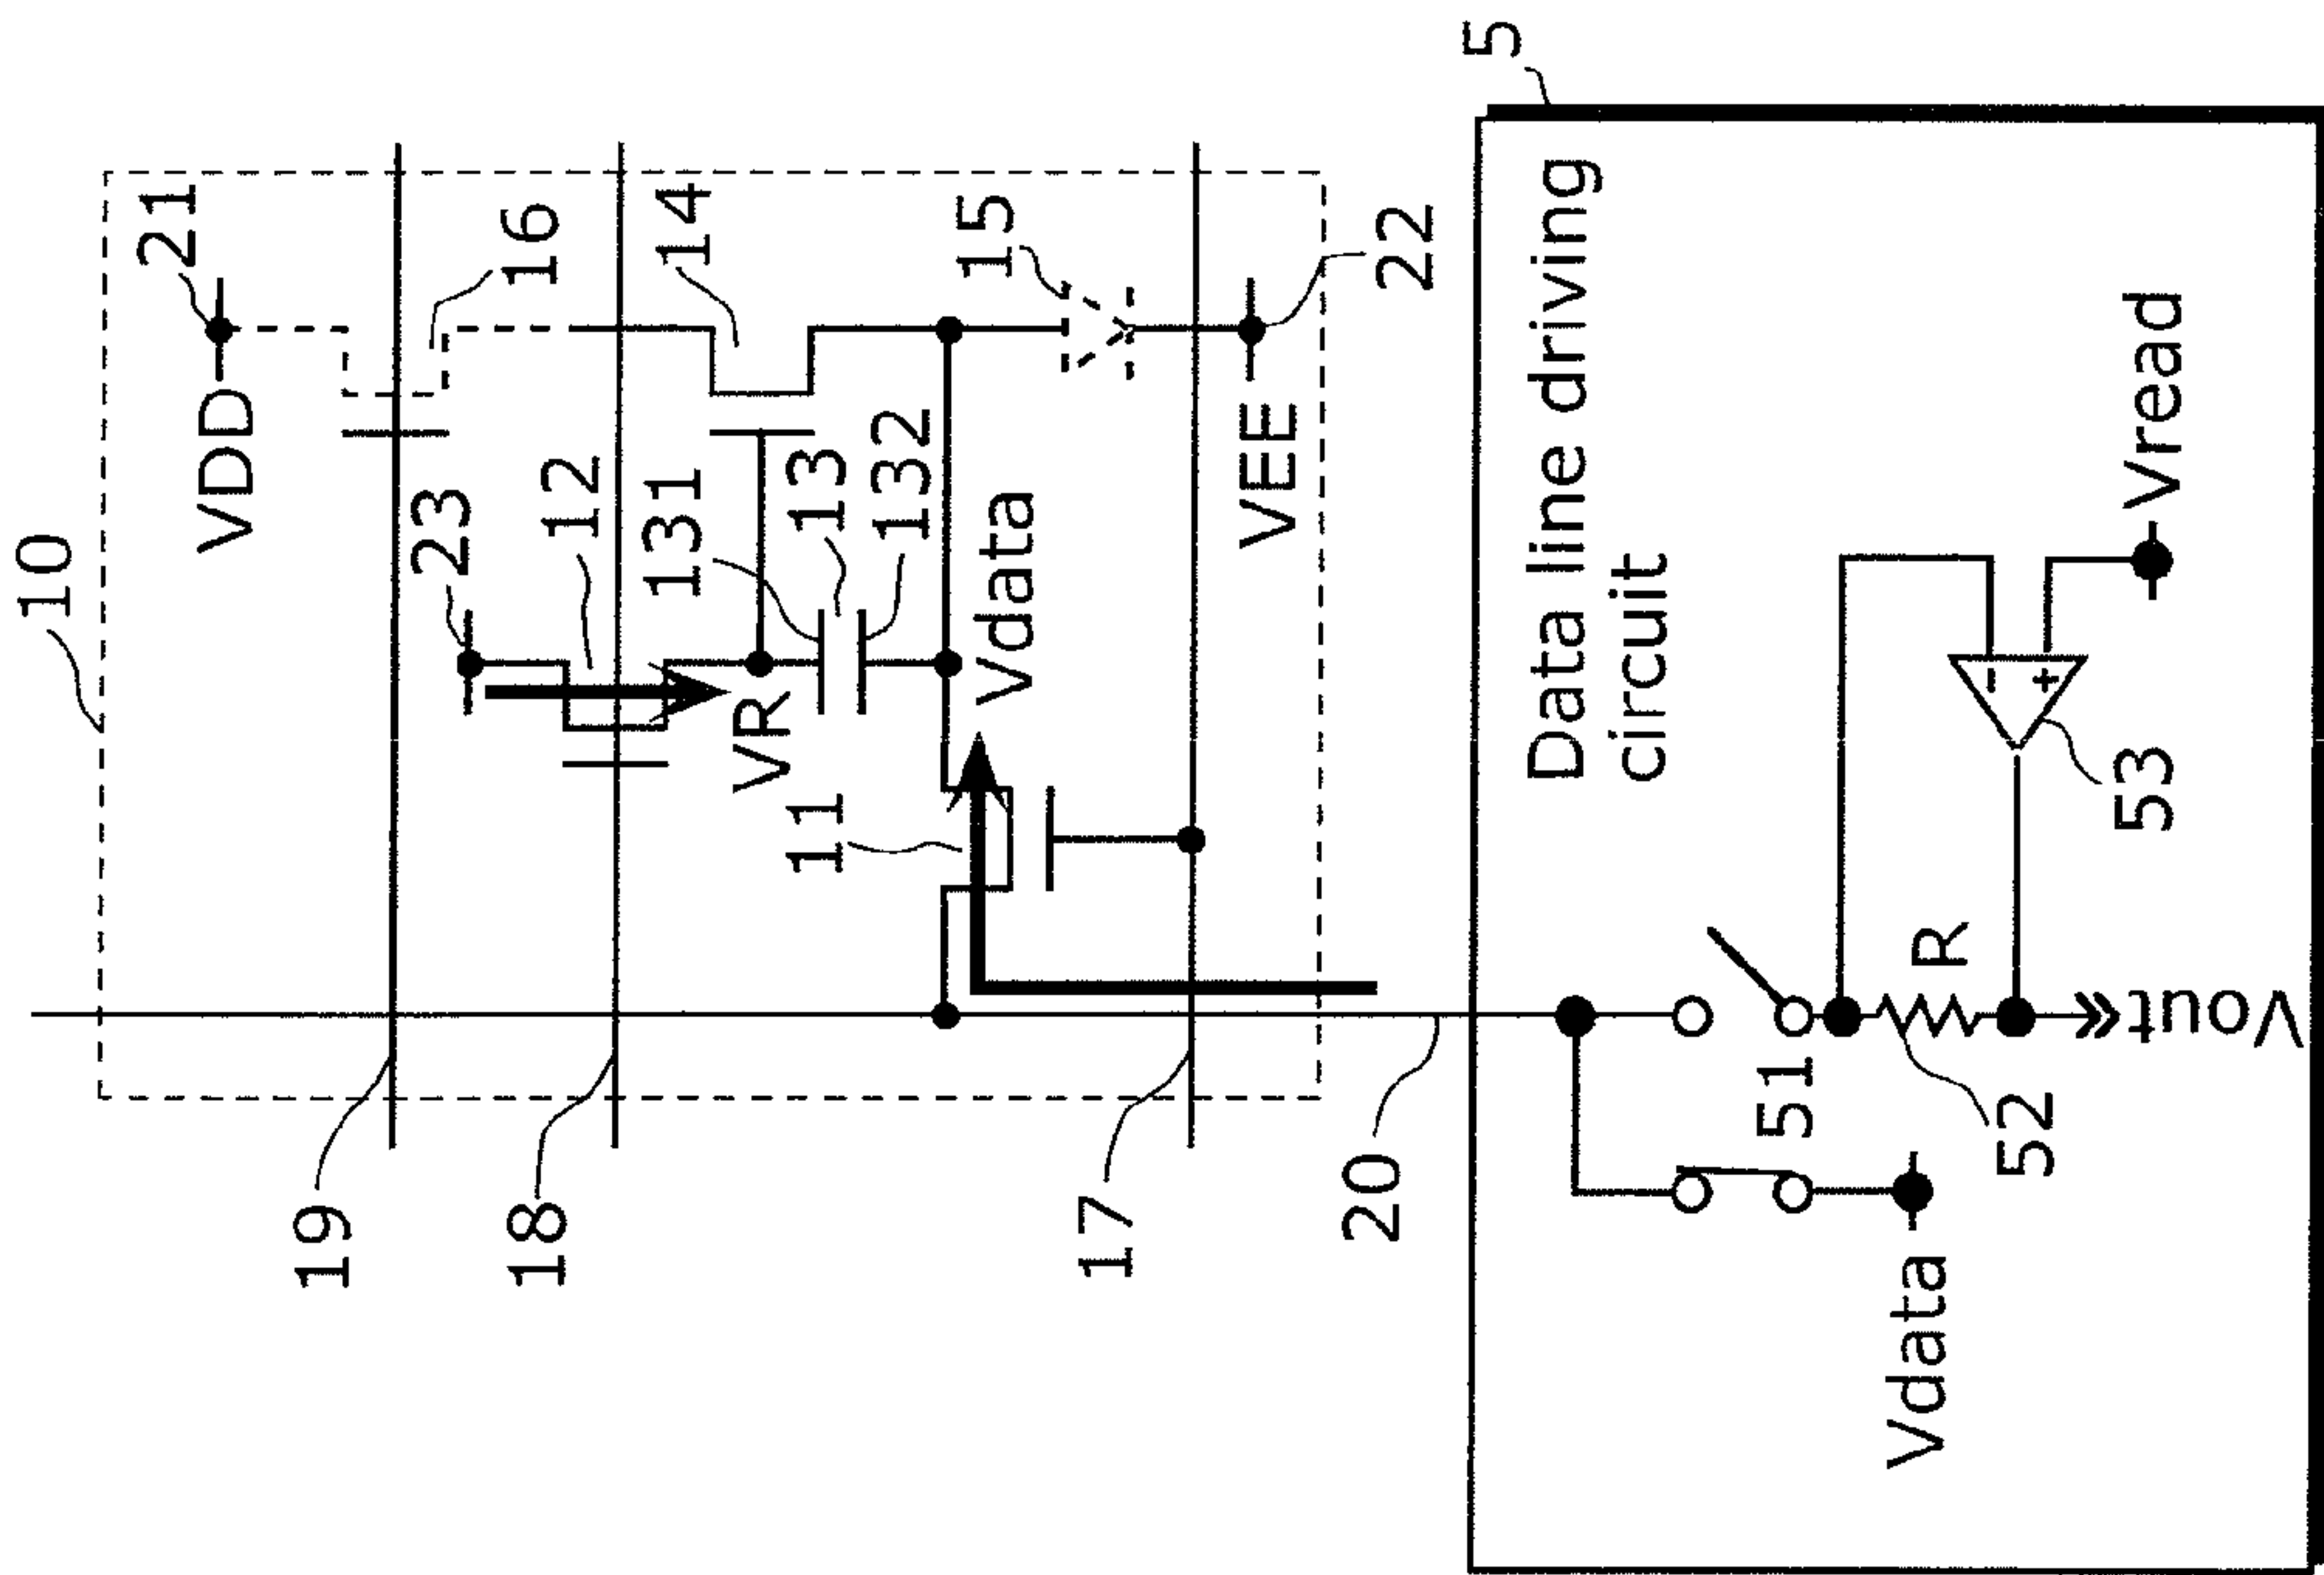 10
VDD
21
23
16
12
14
131
13
132
VR
Vdata
15
11
VEE
22
19
18
17
20
5
Data line driving
circuit
51
R
52
53
Vread
Vdata
Vout
-
+